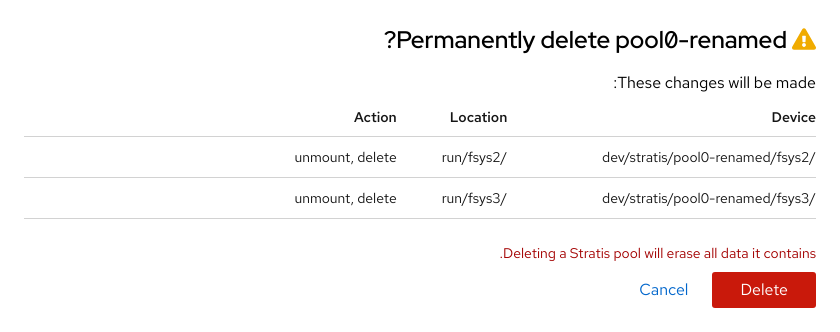 ?Permanently delete pool0-renamed
:These changes will be made
Device Location Action
dev/stratis/pool0-renamed/fsys2/ run/fsys2/ unmount, delete
dev/stratis/pool0-renamed/fsys3/ run/fsys3/ unmount, delete
.Deleting a Stratis pool will erase all data it contains
Delete Cancel